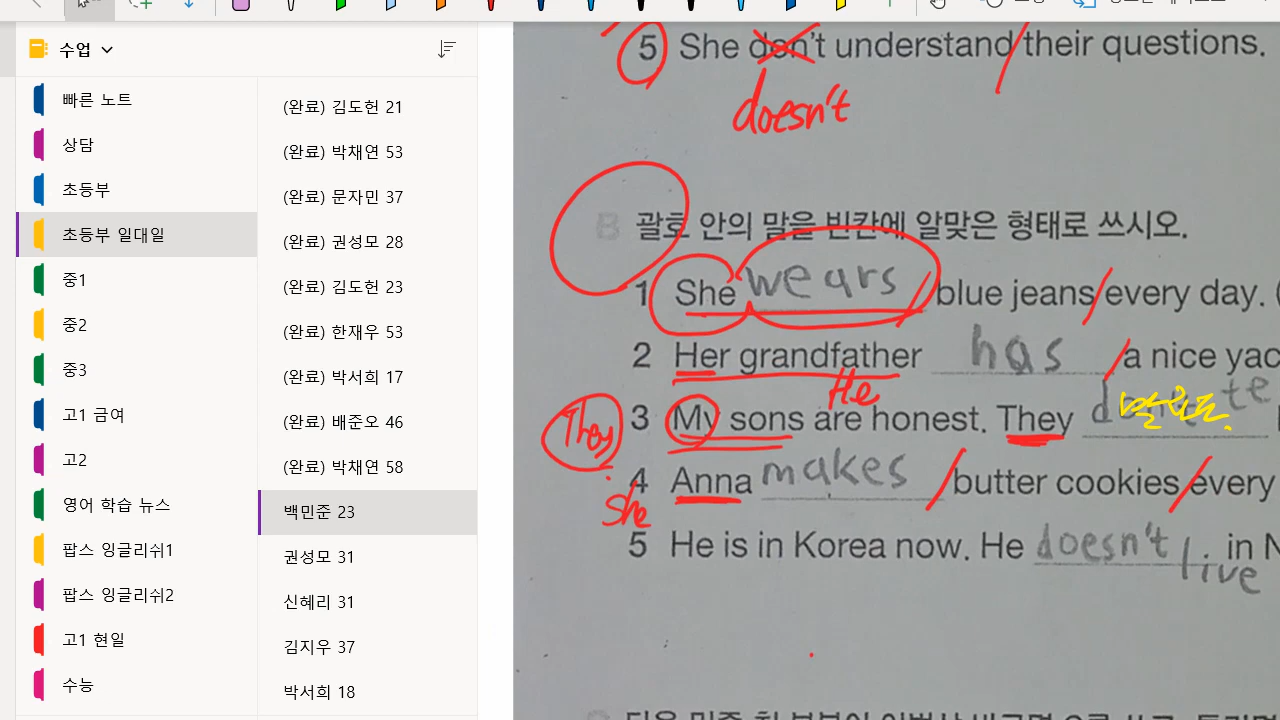 수업
빠른 노트
상담
초등부
초등부 일대일
중1
중2
중3
고1 금여
고2
영어 학습 뉴스
팝스 잉글리쉬1
팝스 잉글리쉬2
고1 현일
수능
(완료) 김도헌 21
(완료) 박채연 53
(완료) 문자민 37
(완료) 권성모 28
(완료) 김도헌 23
(완료) 한재우 53
(완료) 박서희 17
(완료) 배준오 46
(완료) 박채연 58
백민준 23
권성모 31
신혜리 31
김지우 37
박서희 18
5 She don't understand their questions.
doesn't
B 괄호 안의 말을 빈칸에 알맞은 형태로 쓰시오.
1 She wears blue jeans every day. (
2 Her grandfather has a nice yac
He
They 3 My sons are honest. They don't
4 Anna makes butter cookies every
she
5 He is in Korea now. He doesn't live in N